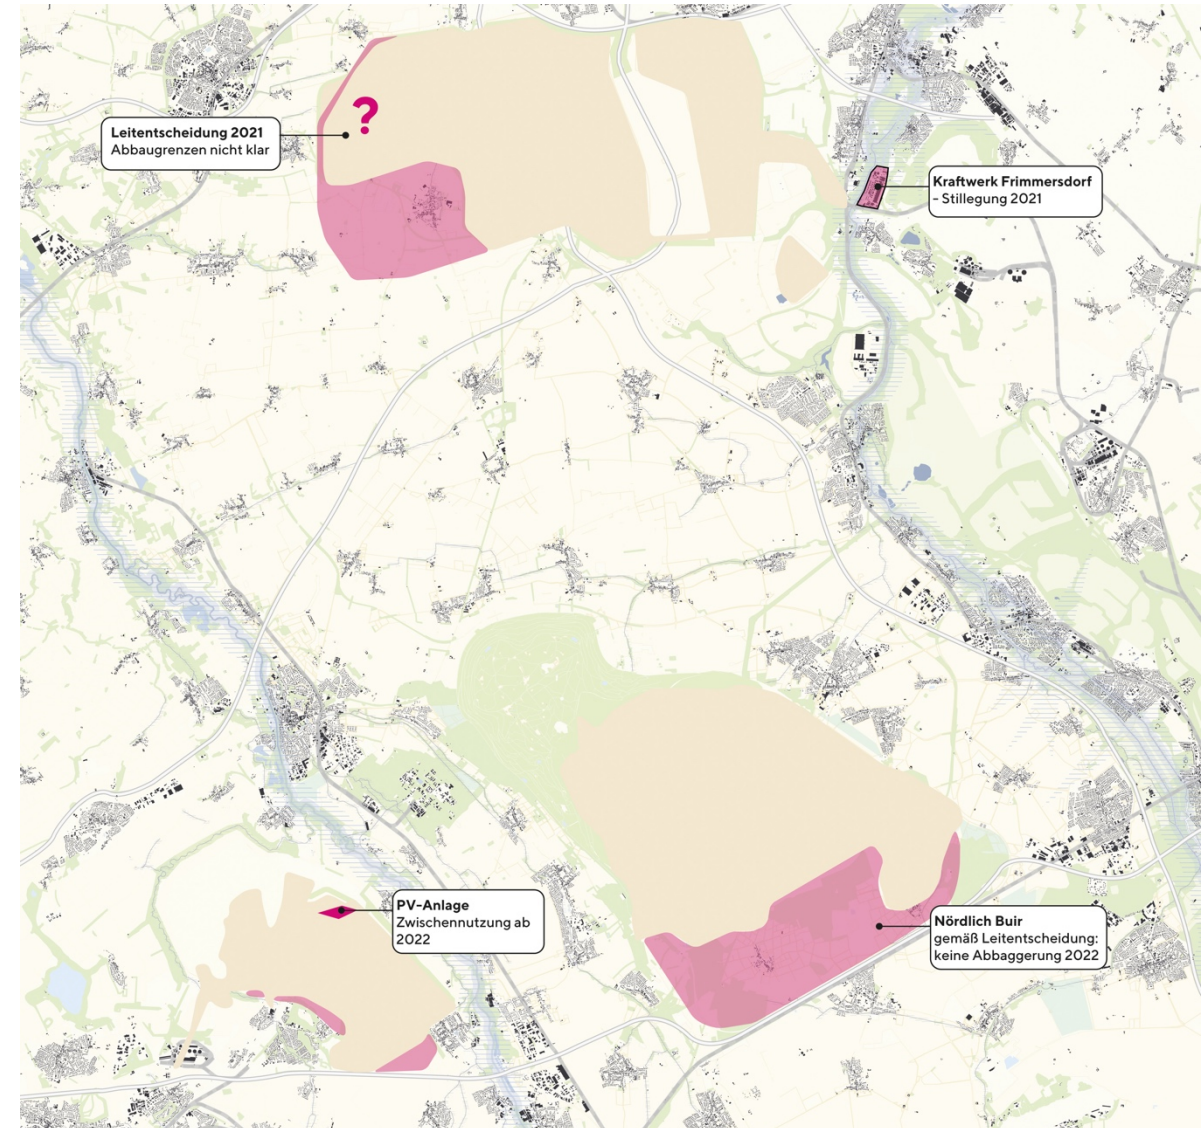 ?
Leitentscheidung 2021
Abbaugrenzen nicht klar
Kraftwerk Frimmersdorf
- Stillegung 2021
PV-Anlage
Zwischennutzung ab
2022
Nördlich Buir
gemäß Leitentscheidung:
keine Abbaggerung 2022